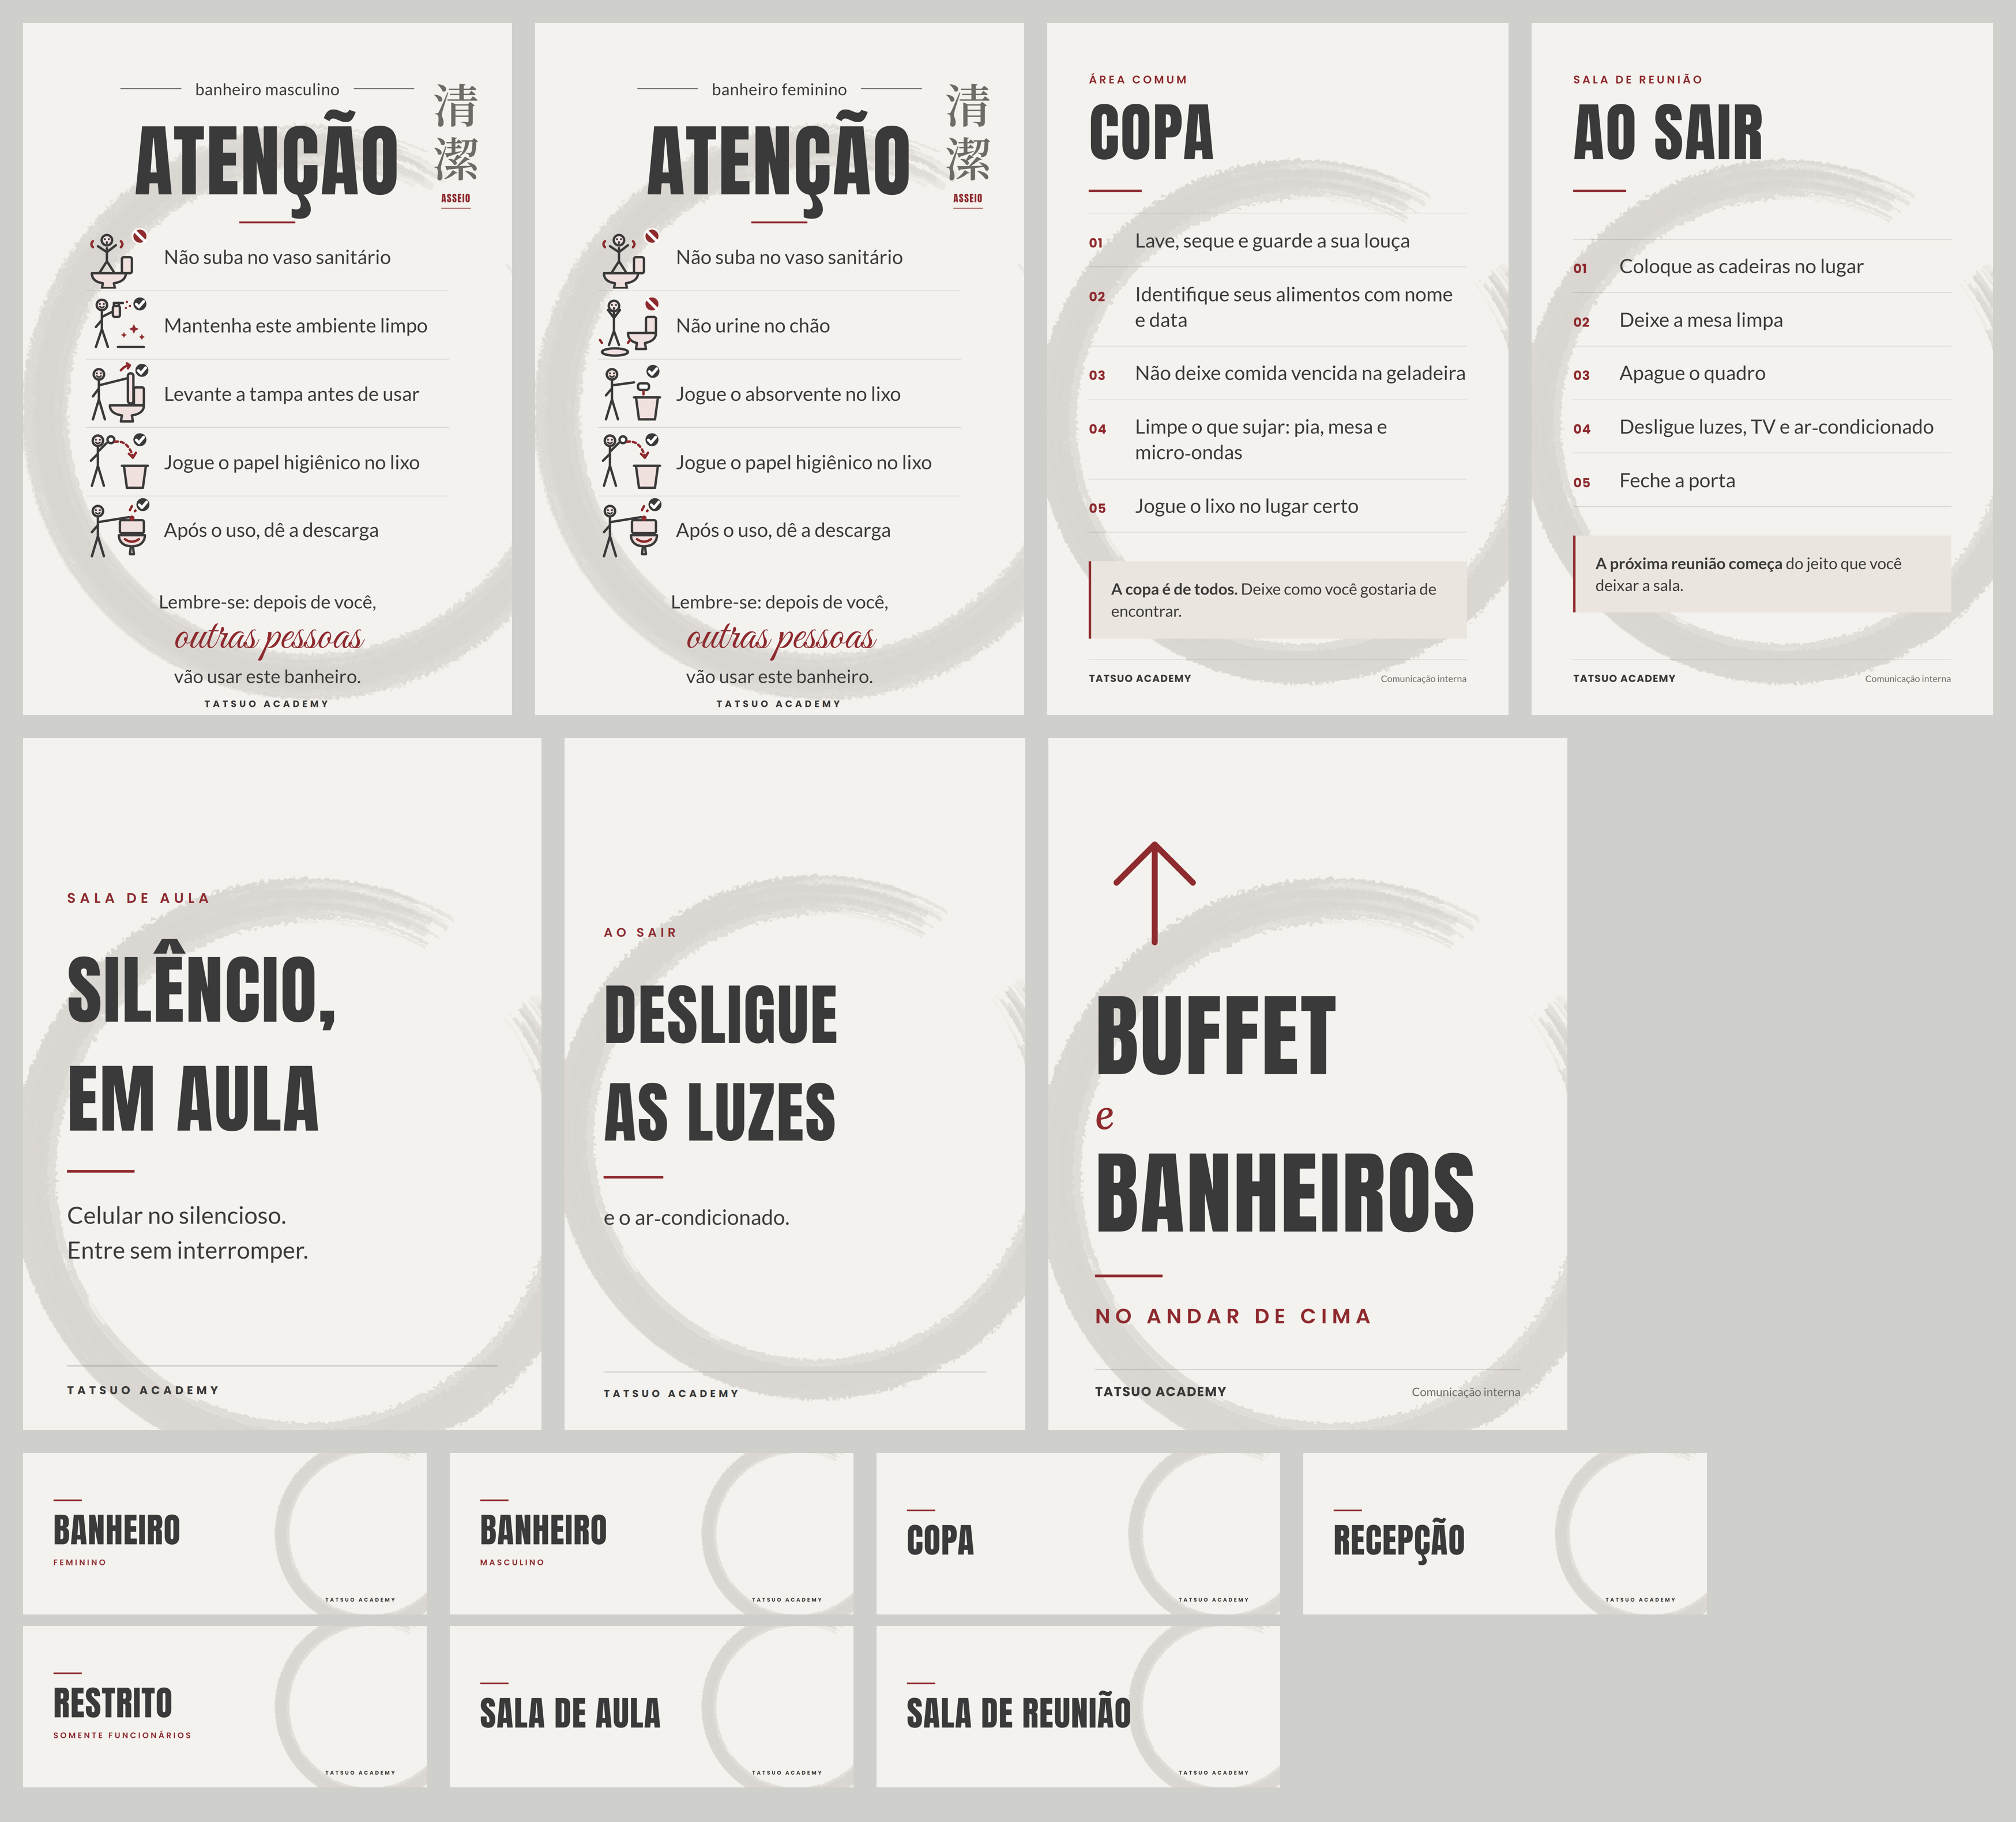 banheiro masculino
ATENÇÃO
清
潔
ASSEIO
Não suba no vaso sanitário
Mantenha este ambiente limpo
Levante a tampa antes de usar
Jogue o papel higiênico no lixo
Após o uso, dê a descarga
Lembre-se: depois de você,
outras pessoas
vão usar este banheiro.
TATSUO ACADEMY
banheiro feminino
ATENÇÃO
清
潔
ASSEIO
Não suba no vaso sanitário
Não urine no chão
Jogue o absorvente no lixo
Jogue o papel higiênico no lixo
Após o uso, dê a descarga
Lembre-se: depois de você,
outras pessoas
vão usar este banheiro.
TATSUO ACADEMY
ÁREA COMUM
COPA
01 Lave, seque e guarde a sua louça
02 Identifique seus alimentos com nome
e data
03 Não deixe comida vencida na geladeira
04 Limpe o que sujar: pia, mesa e
micro-ondas
05 Jogue o lixo no lugar certo
A copa é de todos. Deixe como você gostaria de
encontrar.
TATSUO ACADEMY Comunicação interna
SALA DE REUNIÃO
AO SAIR
01 Coloque as cadeiras no lugar
02 Deixe a mesa limpa
03 Apague o quadro
04 Desligue luzes, TV e ar-condicionado
05 Feche a porta
A próxima reunião começa do jeito que você
deixar a sala.
TATSUO ACADEMY Comunicação interna
SALA DE AULA
SILÊNCIO,
EM AULA
Celular no silencioso.
Entre sem interromper.
TATSUO ACADEMY
AO SAIR
DESLIGUE
AS LUZES
e o ar-condicionado.
TATSUO ACADEMY
BUFFET
e
BANHEIROS
NO ANDAR DE CIMA
TATSUO ACADEMY Comunicação interna
BANHEIRO
FEMININO
TATSUO ACADEMY
BANHEIRO
MASCULINO
TATSUO ACADEMY
COPA
TATSUO ACADEMY
RECEPÇÃO
TATSUO ACADEMY
RESTRITO
SOMENTE FUNCIONÁRIOS
TATSUO ACADEMY
SALA DE AULA
TATSUO ACADEMY
SALA DE REUNIÃO
TATSUO ACADEMY